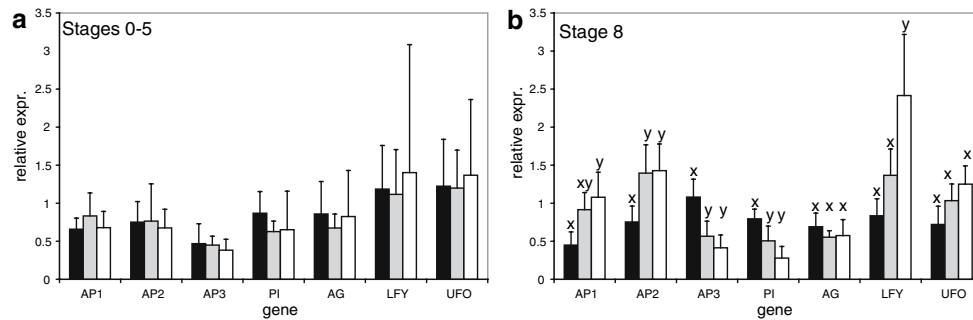 a
Stages 0-5
3.5
3
2.5
2
1.5
1
0.5
0
relative expr.
AP1 AP2 AP3 PI AG LFY UFO
gene
b
Stage 8
3.5
3
2.5
2
1.5
1
0.5
0
relative expr.
x xy y x y y x y y x y y x x x x x y x x x
AP1 AP2 AP3 PI AG LFY UFO
gene